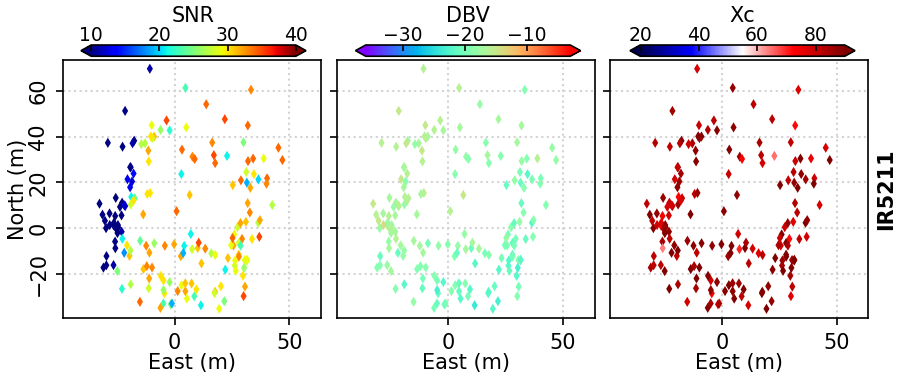 SNR
DBV
Xc
10 20 30 40
−30 −20 −10
20 40 60 80
North (m)
60
40
20
0
−20
0 50
0 50
0 50
East (m)
East (m)
East (m)
IR5211